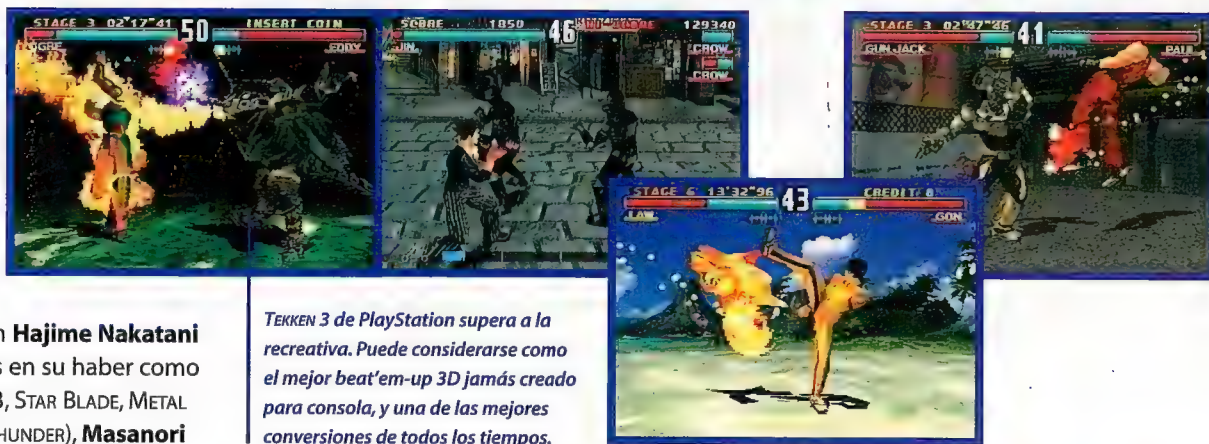 STAGE 3 02"17"41 50 INSERT COIN
OGRE EDDY
SCORE 1850 46 129340
JIN CROW
CROW
STAGE 3 02"47"46 41
GUN JACK PAUL
STAGE 6 13'32"96 43 CREDIT 0
LAW GON
n Hajime Nakatani
s en su haber como
3, STAR BLADE, METAL
HUNDER), Masanori
TEKKEN 3 de PlayStation supera a la
recreativa. Puede considerarse como
el mejor beat'em-up 3D jamás creado
para consola, y una de las mejores
conversiones de todos los tiempos.